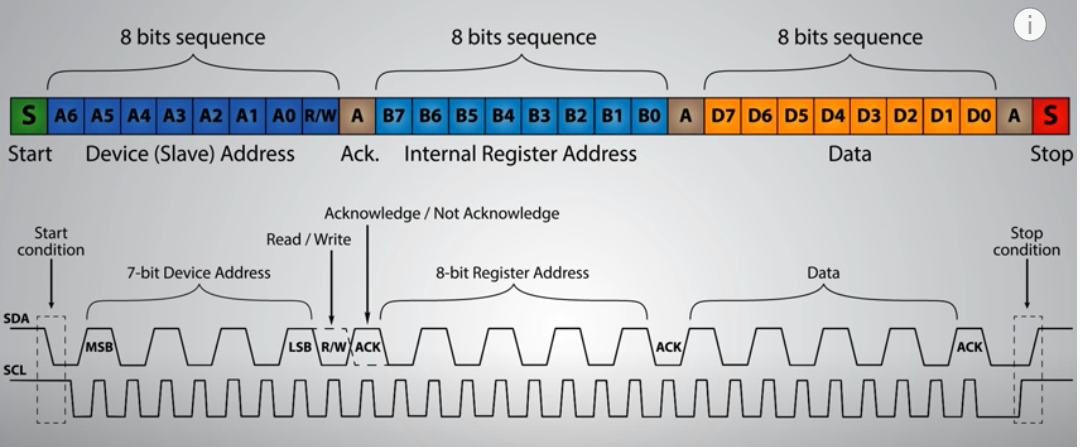 i
8 bits sequence 8 bits sequence 8 bits sequence
S A6 A5 A4 A3 A2 A1 A0 R/W A B7 B6 B5 B4 B3 B2 B1 B0 A D7 D6 D5 D4 D3 D2 D1 D0 A S
Start Device (Slave) Address Ack. Internal Register Address Data Stop
Acknowledge / Not Acknowledge
Start
condition
Read / Write
Stop
condition
7-bit Device Address 8-bit Register Address Data
SDA
MSB LSB R/W ACK ACK ACK
SCL